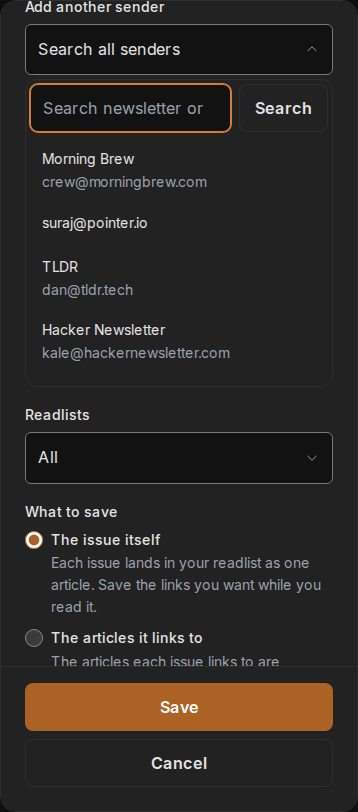 Add another sender
Search all senders
Search newsletter or
Search
Morning Brew
crew@morningbrew.com
suraj@pointer.io
TLDR
dan@tldr.tech
Hacker Newsletter
kale@hackernewsletter.com
Readlists
All
What to save
The issue itself
Each issue lands in your readlist as one
article. Save the links you want while you
read it.
The articles it links to
The articles each issue links to are
Save
Cancel